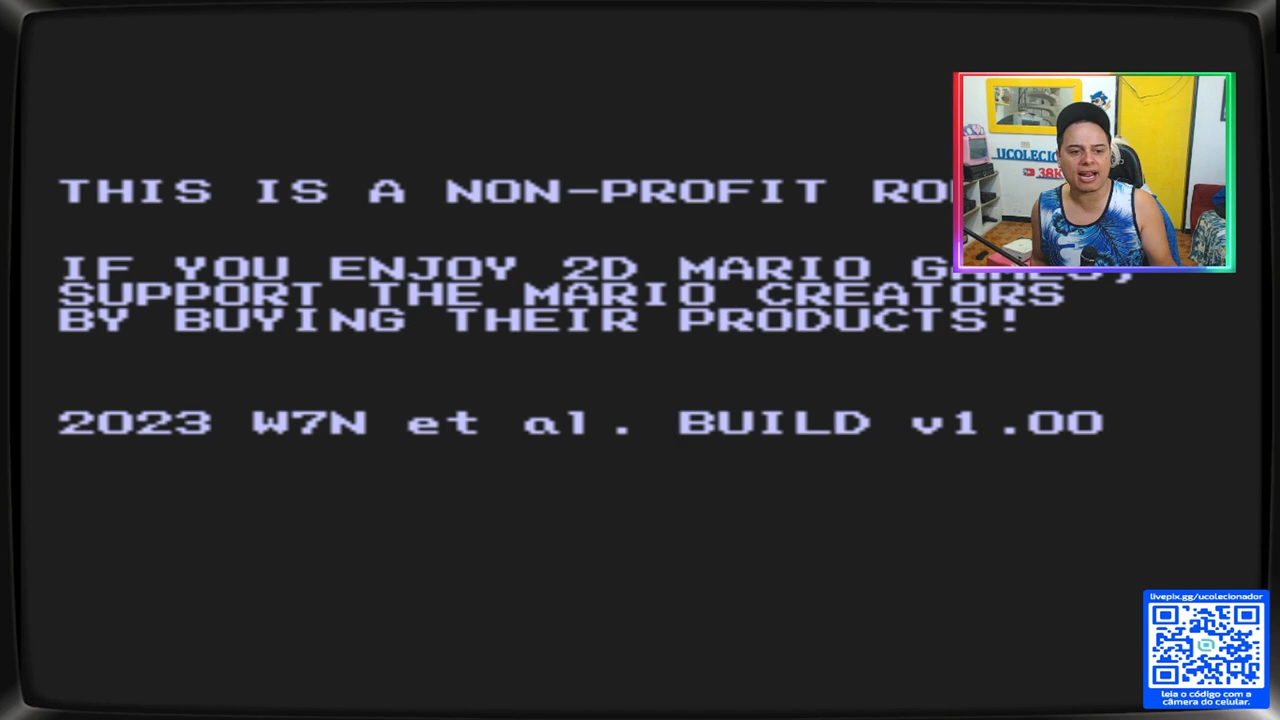 THIS IS A NON-PROFIT
IF YOU ENJOY 2D MARIO
SUPPORT THE MARIO CREATORS
BY BUYING THEIR PRODUCTS!
2023 W7N et al. BUILD v1.00
UCOLECIO
38K
livepix.gg/ucolecionador
leia o código com a
câmera do celular.